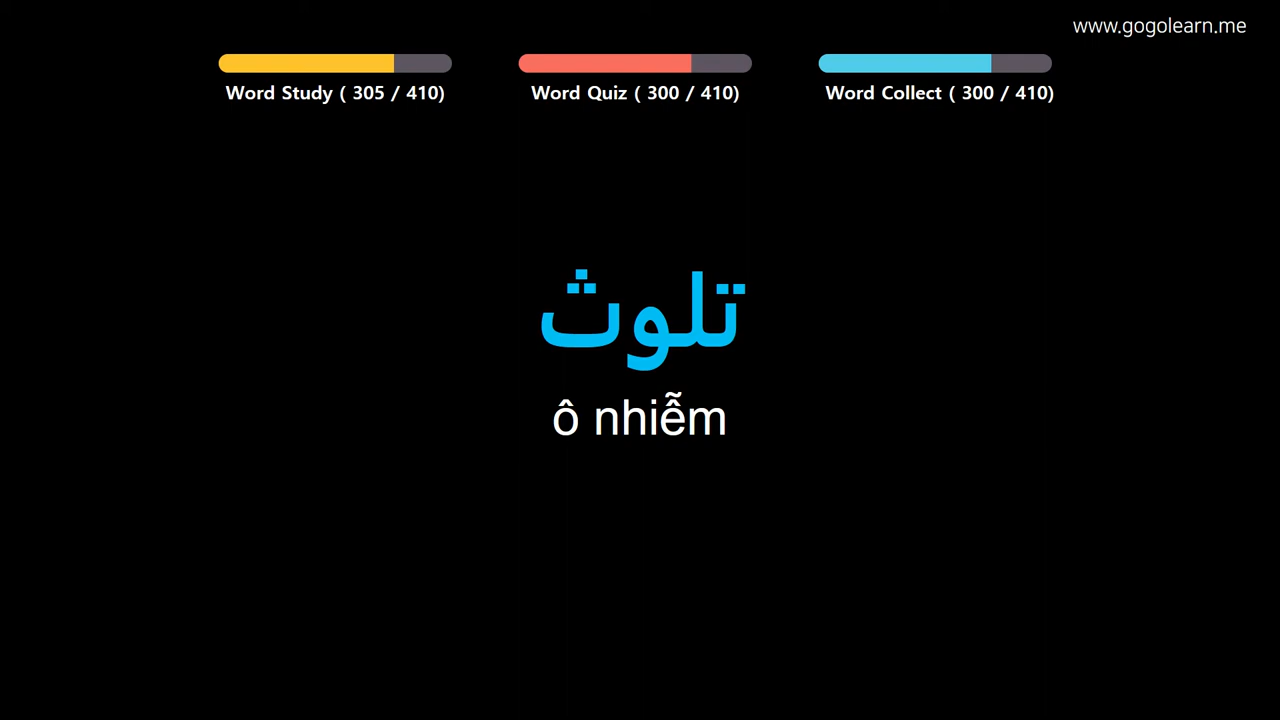 www.gogolearn.me
Word Study ( 305 / 410)
Word Quiz ( 300 / 410)
Word Collect ( 300 / 410)
تلوث
ô nhiễm